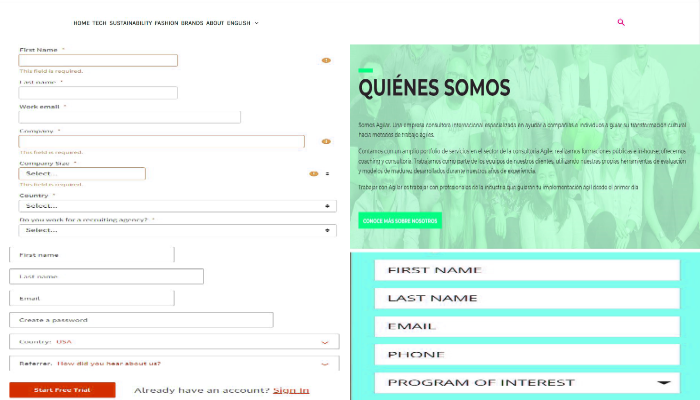 HOME TECH SUSTAINABILITY FASHION BRANDS ABOUT ENGLISH
First Name *
This field is required.
Last name *
Work email *
Company *
This field is required.
Company Size *
Select...
This field is required.
Country *
Select...
Do you work for a recruiting agency? *
Select...
First name
Last name
Email
Create a password
Country: USA
Referrer: How did you hear about us?
Start Free Trial
Already have an account? Sign In
QUIÉNES SOMOS
Somos Agilar. Una empresa consultora internacional especializada en ayudar a compañías e individuos a guiar su transformación cultural
hacia métodos de trabajo ágiles.
Contamos con un amplio portfolio de servicios en el sector de la consultoría Agile: realizamos formaciones públicas e in-house, ofrecemos
coaching y consultoría. Trabajamos como parte de los equipos de nuestros clientes, utilizando nuestras propias herramientas de evaluación
y modelos de madurez desarrollados durante nuestros años de experiencia.
Trabajar con Agilar es trabajar con profesionales de la industria que guiarán tu implementación ágil desde el primer día
CONOCE MÁS SOBRE NOSOTROS
FIRST NAME
LAST NAME
EMAIL
PHONE
PROGRAM OF INTEREST